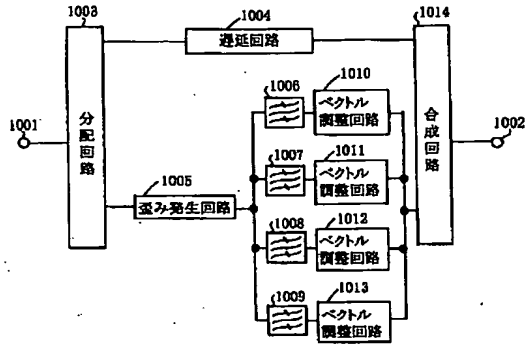 1003
1004
1014
遅延回路
1006
1010
ベクトル
調整回路
1001
分配回路
合成回路
1002
1007
1011
ベクトル
調整回路
1005
歪み発生回路
1008
1012
ベクトル
調整回路
1009
1013
ベクトル
調整回路